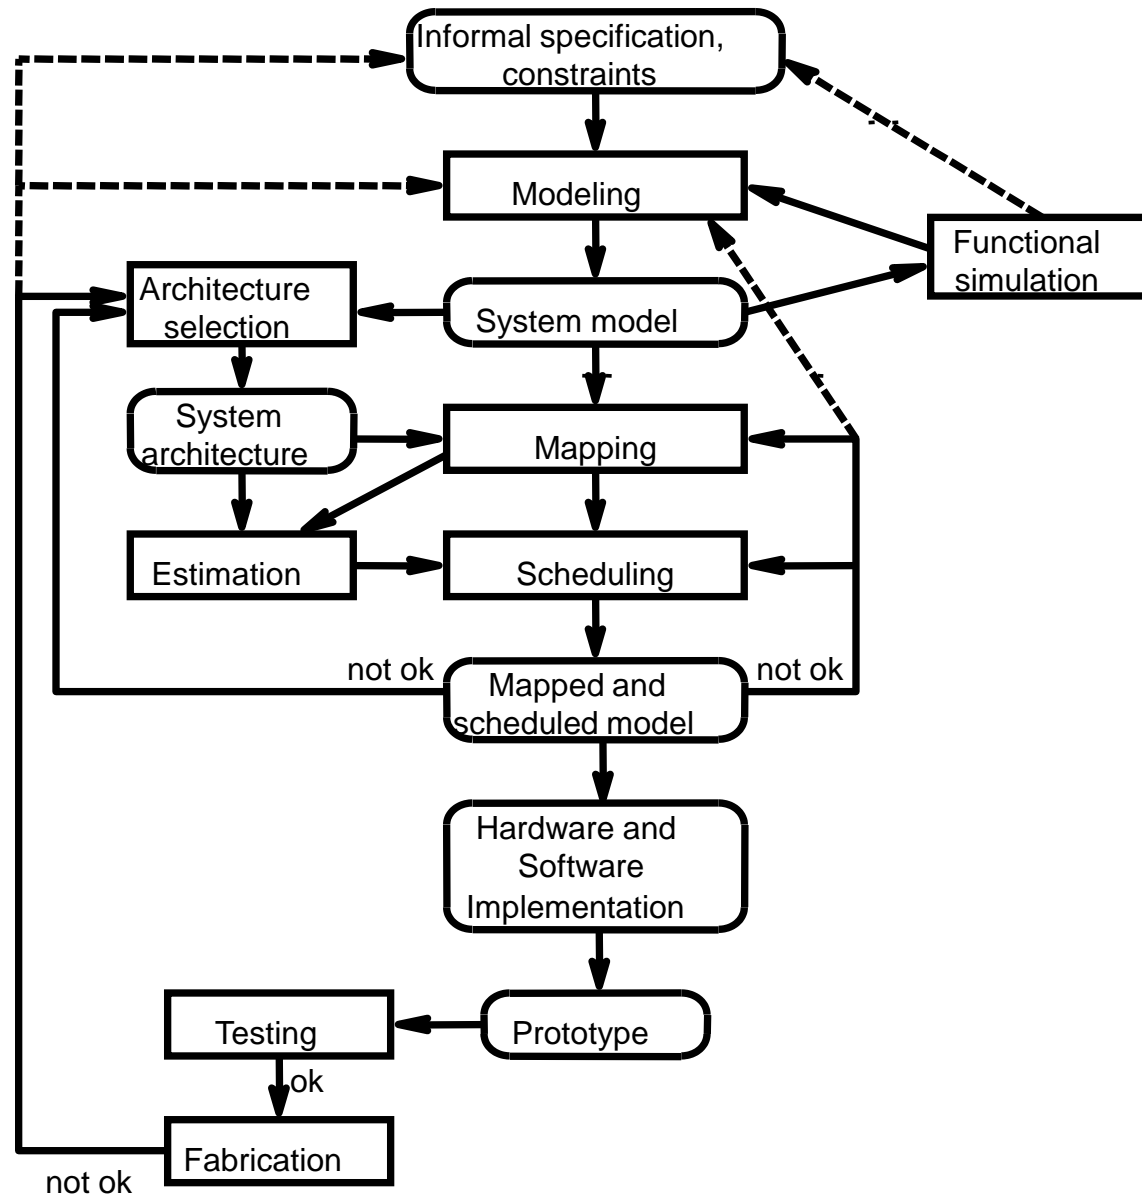 Informal specification,
constraints
Modeling
Functional
simulation
Architecture
selection
System model
System
architecture
Mapping
Estimation
Scheduling
not ok
Mapped and
scheduled model
not ok
Hardware and
Software
Implementation
Testing
Prototype
ok
Fabrication
not ok